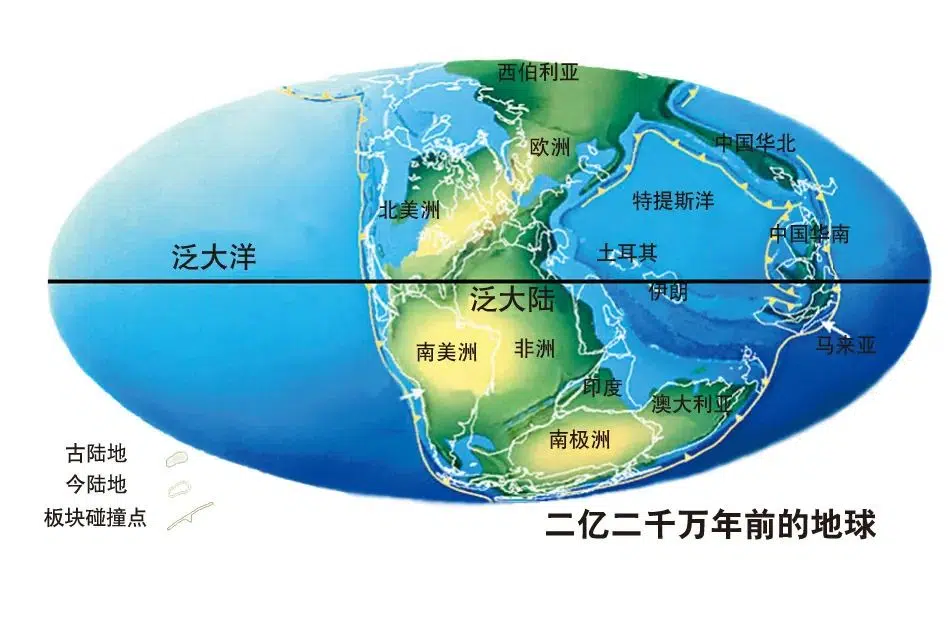 西伯利亚
欧洲
中国华北
北美洲
特提斯洋
中国华南
泛大洋
土耳其
伊朗
泛大陆
南美洲
非洲
马来亚
印度
澳大利亚
南极洲
古陆地
今陆地
板块碰撞点
二亿二千万年前的地球